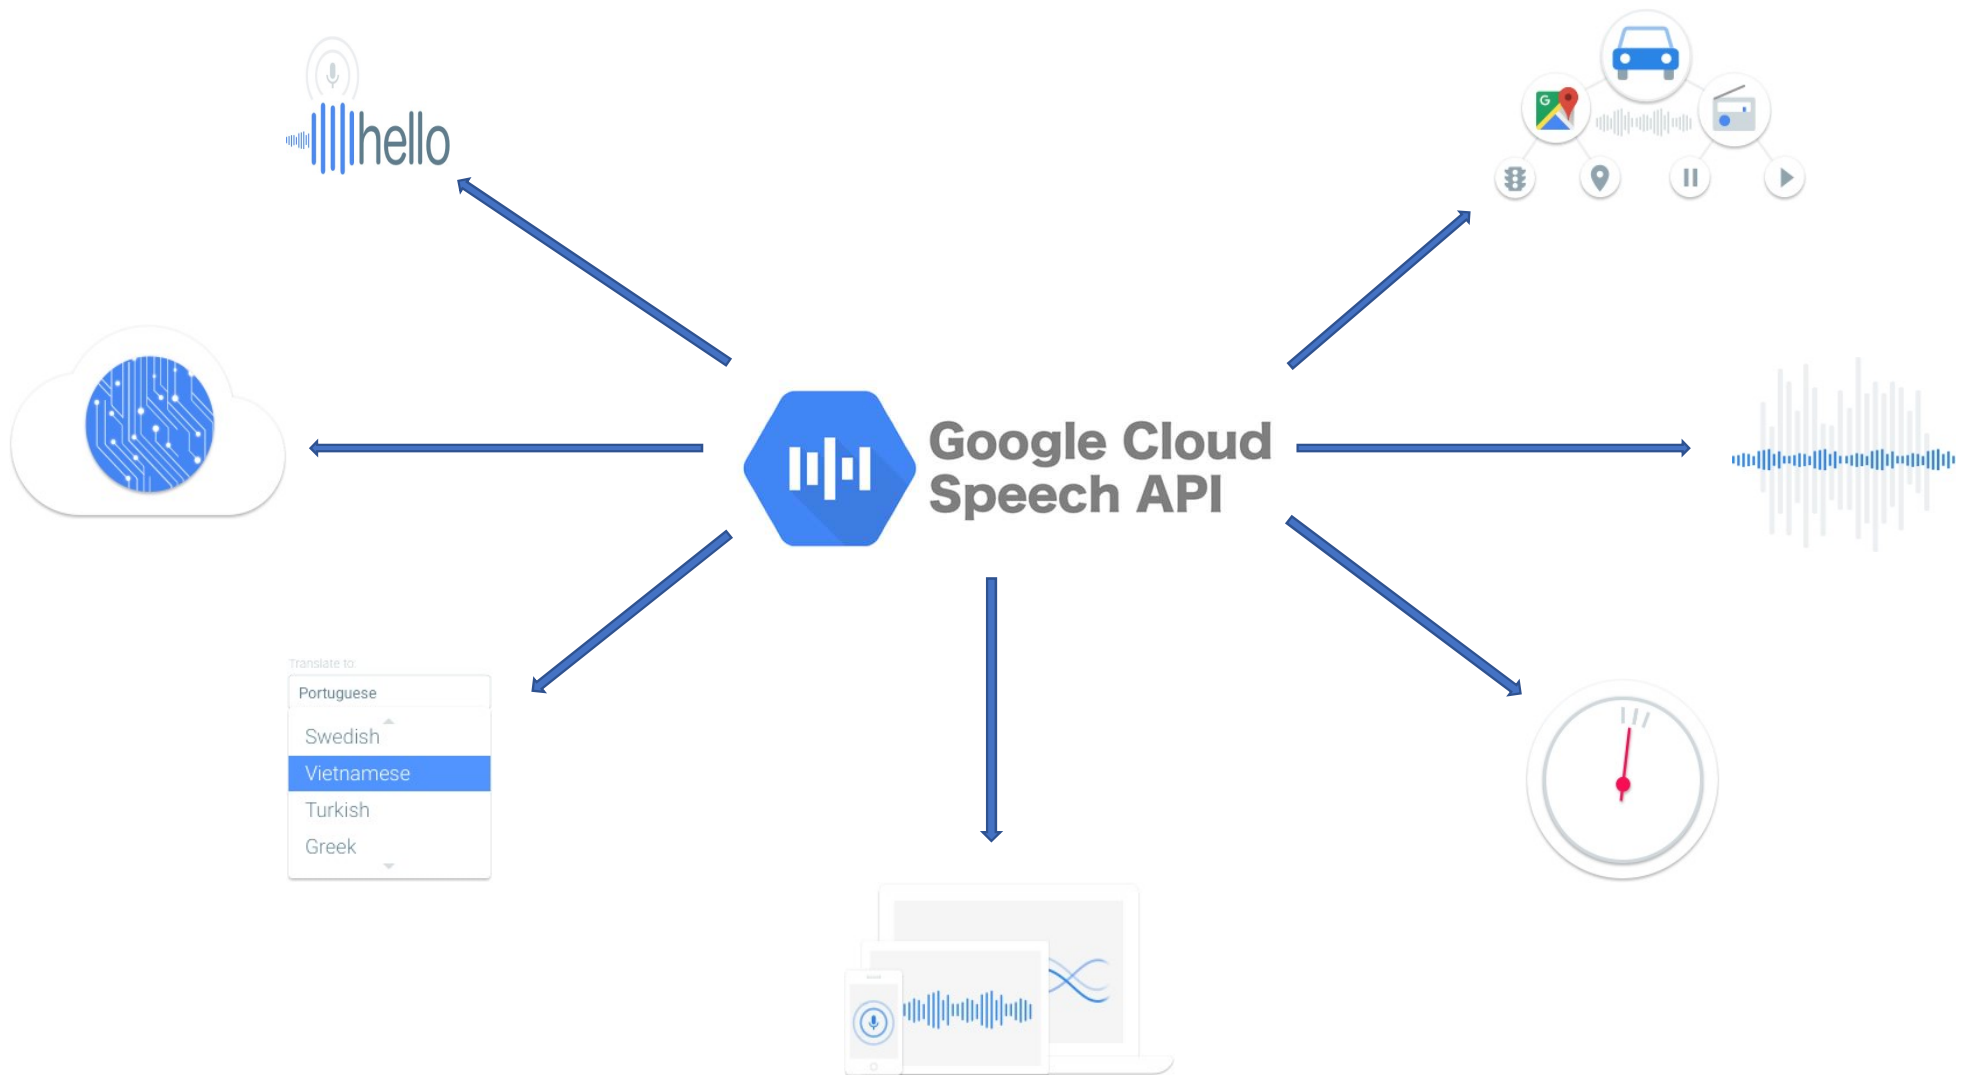 hello
Google Cloud
Speech API
Translate to:
Portuguese
Swedish
Vietnamese
Turkish
Greek
G